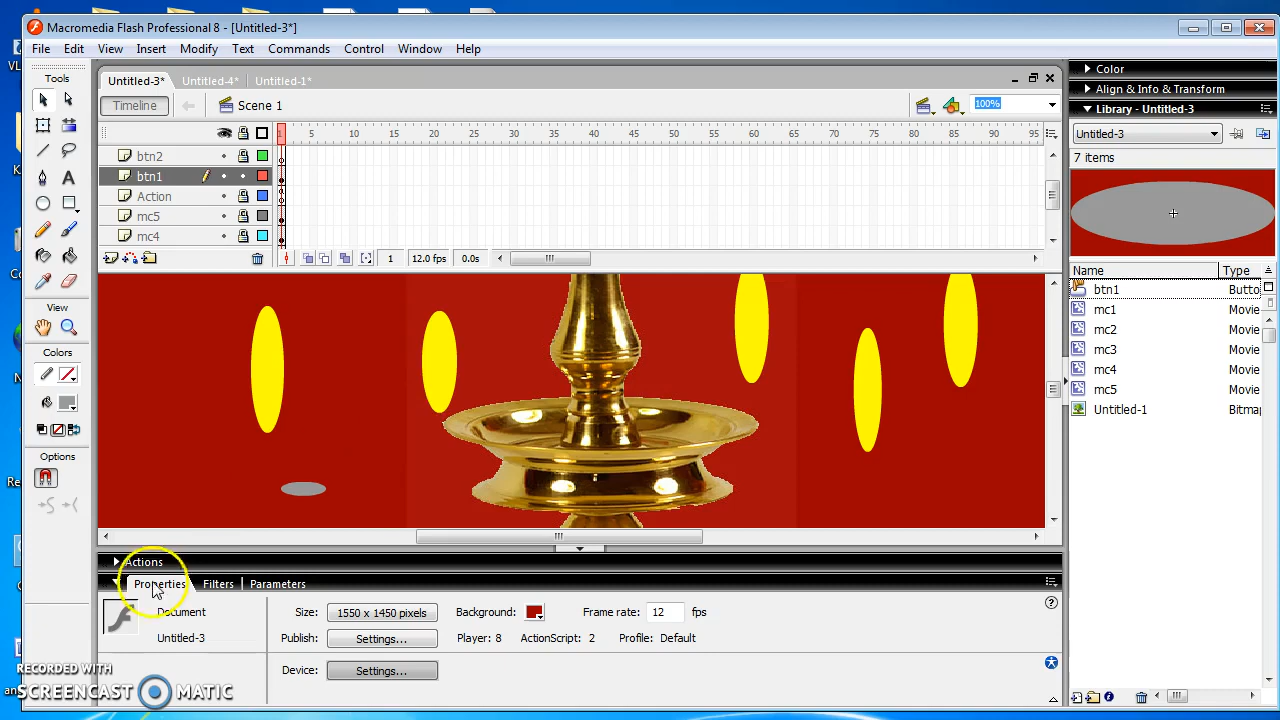 Macromedia Flash Professional 8 - [Untitled-3*]
File Edit View Insert Modify Text Commands Control Window Help
Tools
Untitled-3* Untitled-4* Untitled-1*
Timeline Scene 1 100%
1 5 10 15 20 25 30 35 40 45 50 55 60 65 70 75 80 85 90 95
btn2
btn1
Action
mc5
mc4
1 12.0 fps 0.0s
View
Colors
Options
Color
Align & Info & Transform
Library - Untitled-3
Untitled-3
7 items
Name Type
btn1 Butto
mc1 Movie
mc2 Movie
mc3 Movie
mc4 Movie
mc5 Movie
Untitled-1 Bitma
Actions
Properties Filters Parameters
Document Size: 1550 x 1450 pixels Background: Frame rate: 12 fps
Untitled-3 Publish: Settings... Player: 8 ActionScript: 2 Profile: Default
Device: Settings...
RECORDED WITH
SCREENCAST MATIC